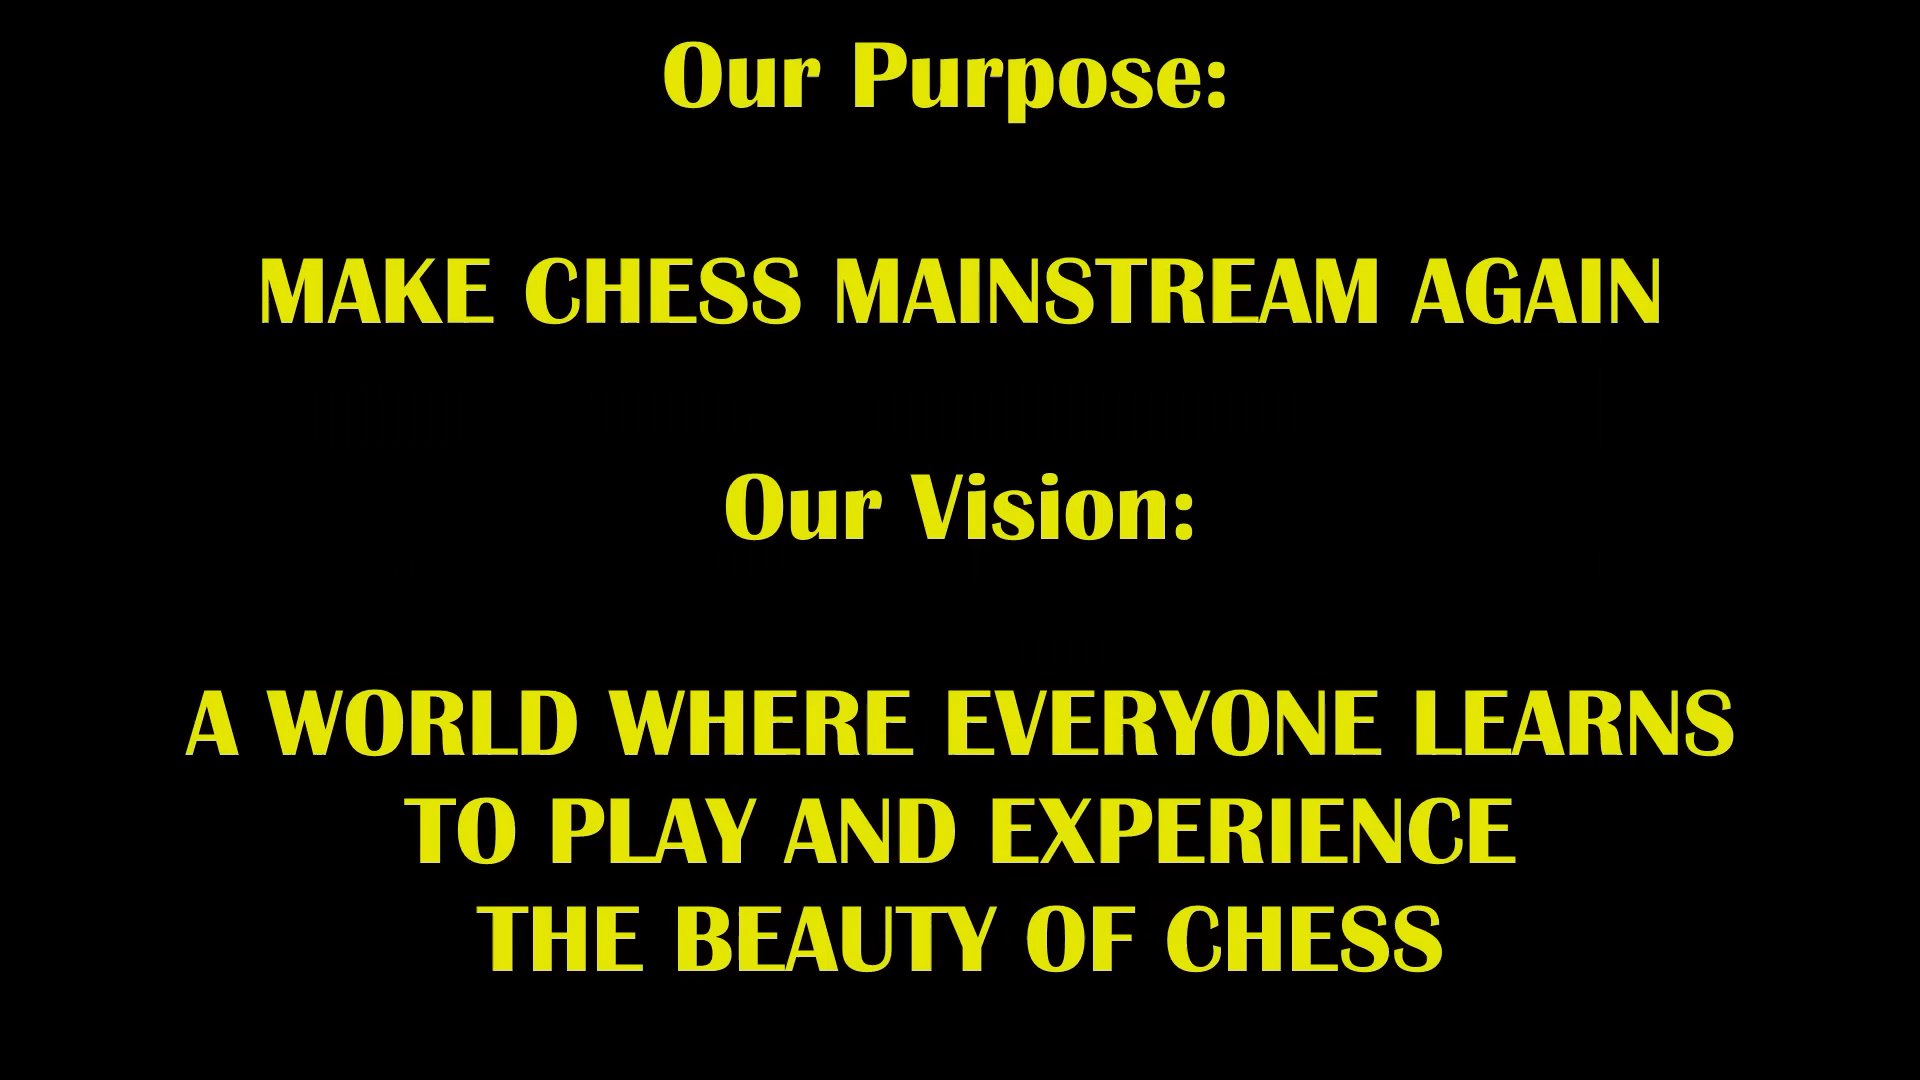 Our Purpose:
MAKE CHESS MAINSTREAM AGAIN
Our Vision:
A WORLD WHERE EVERYONE LEARNS
TO PLAY AND EXPERIENCE
THE BEAUTY OF CHESS